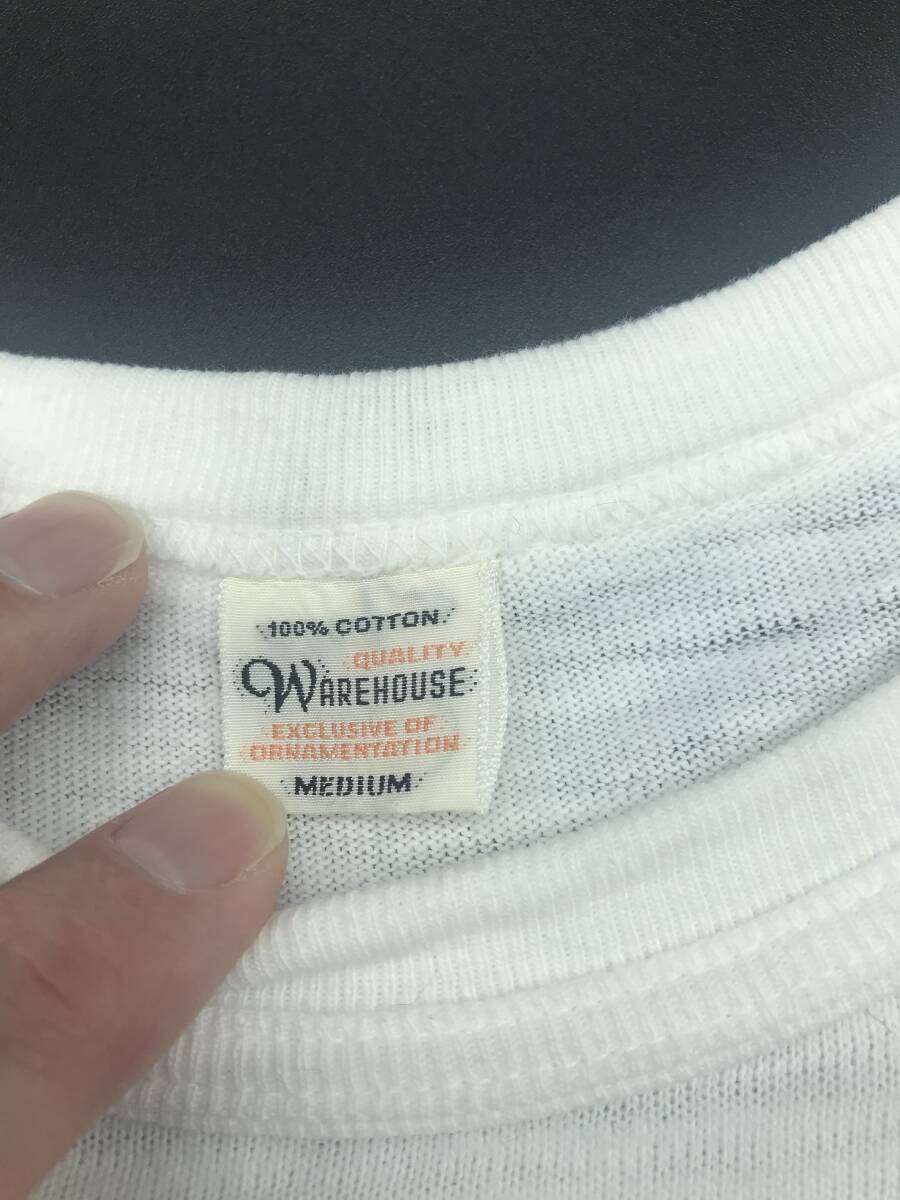 100% COTTON
QUALITY
WAREHOUSE
EXCLUSIVE OF
ORNAMENTATION
MEDIUM